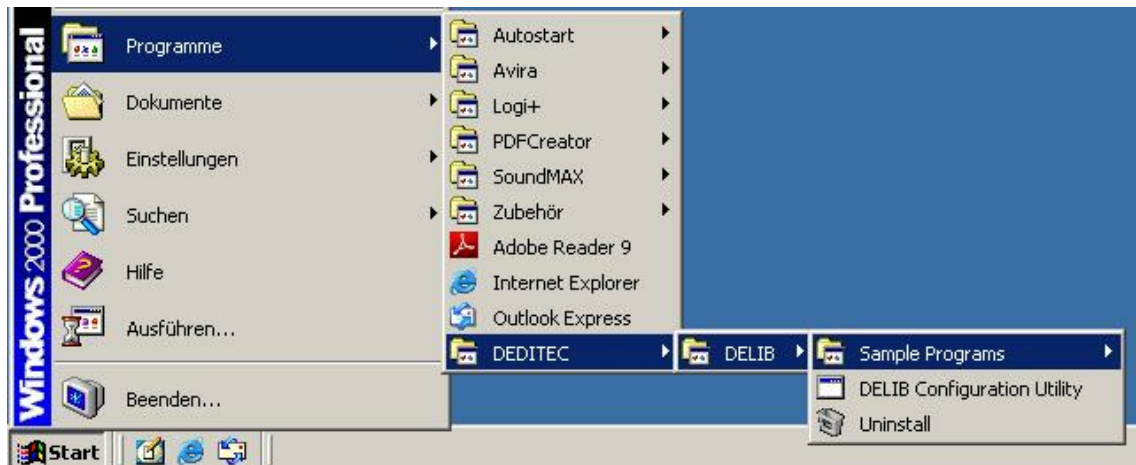 Windows 2000 Professional
Programme
Dokumente
Einstellungen
Suchen
Hilfe
Ausführen...
Beenden...
Autostart
Avira
Logi+
PDFCreator
SoundMAX
Zubehör
Adobe Reader 9
Internet Explorer
Outlook Express
DEDITEC
DELIB
Sample Programs
DELIB Configuration Utility
Uninstall
Start